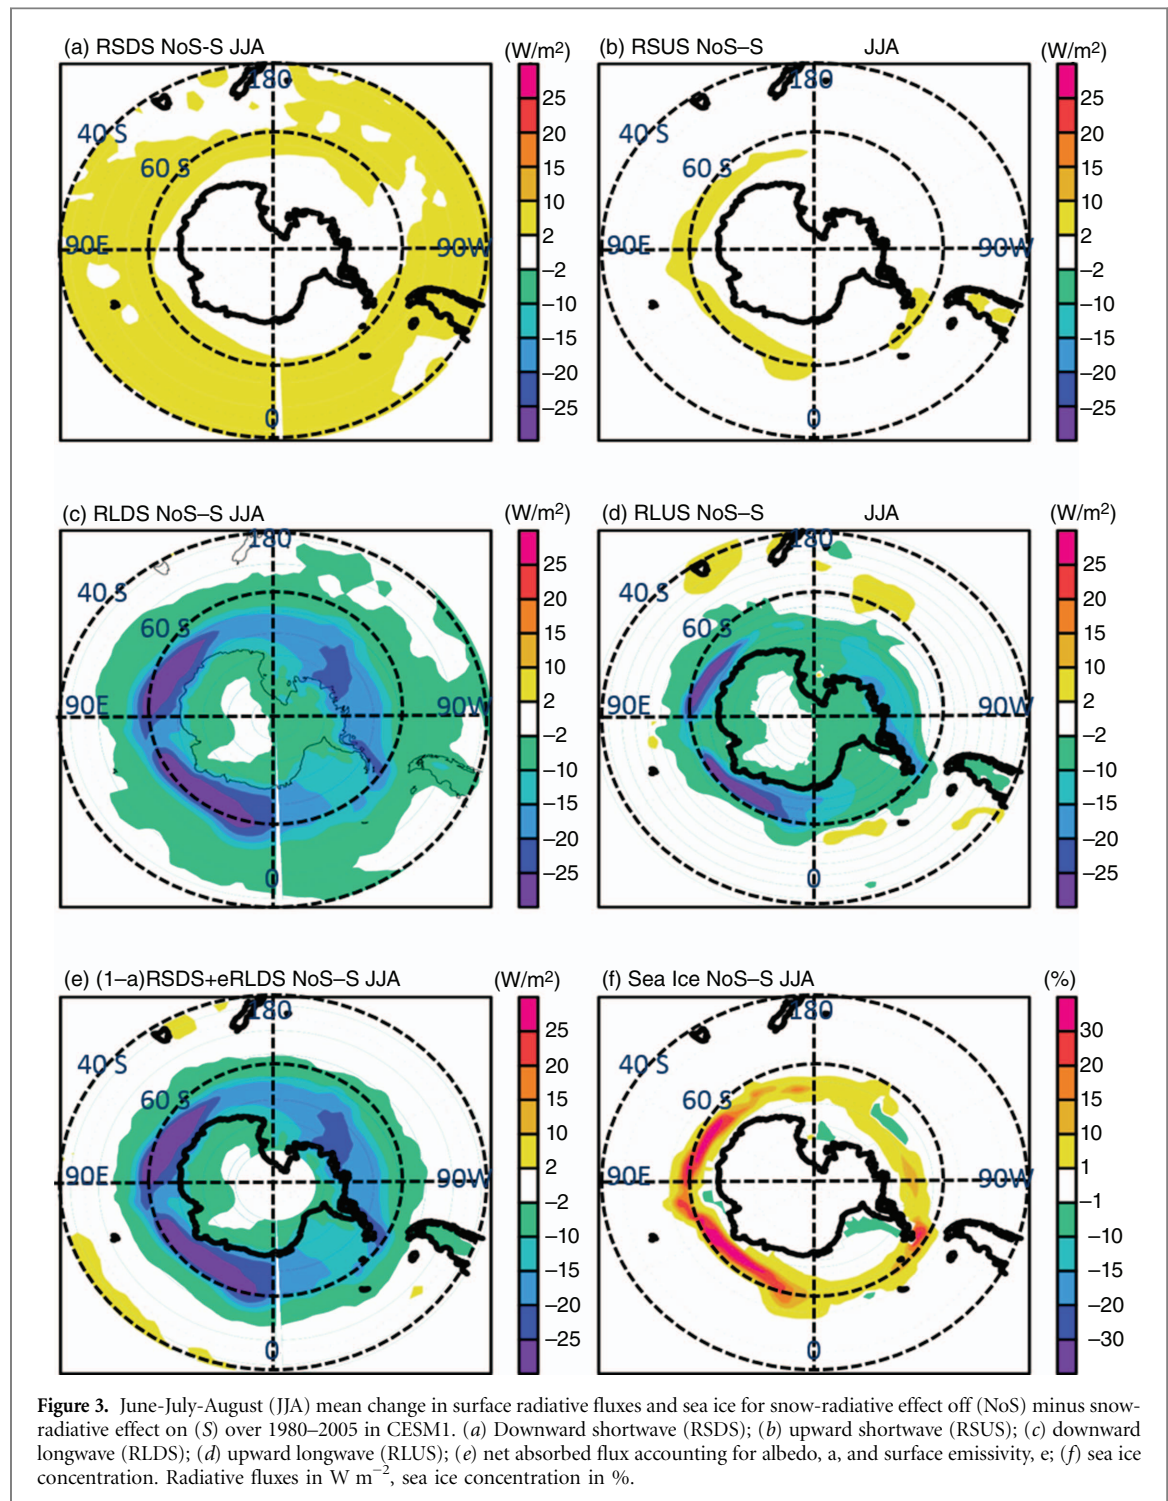 (a) RSDS NoS-S JJA
(W/m2)
180
40 S
60 S
90E
90W
0
25
20
15
10
2
−2
−10
−15
−20
−25
(b) RSUS NoS–S JJA
(W/m2)
180
40 S
60 S
90E
90W
0
25
20
15
10
2
−2
−10
−15
−20
−25
(c) RLDS NoS–S JJA
(W/m2)
180
40 S
60 S
90E
90W
0
25
20
15
10
2
−2
−10
−15
−20
−25
(d) RLUS NoS–S JJA
(W/m2)
180
40 S
60 S
90E
90W
0
25
20
15
10
2
−2
−10
−15
−20
−25
(e) (1–a)RSDS+eRLDS NoS–S JJA
(W/m2)
180
40 S
60 S
90E
90W
0
25
20
15
10
2
−2
−10
−15
−20
−25
(f) Sea Ice NoS–S JJA
(%)
180
40 S
60 S
90E
90W
0
30
20
15
10
1
−1
−10
−15
−20
−30
Figure 3. June-July-August (JJA) mean change in surface radiative fluxes and sea ice for snow-radiative effect off (NoS) minus snow-
radiative effect on (S) over 1980–2005 in CESM1. (a) Downward shortwave (RSDS); (b) upward shortwave (RSUS); (c) downward
longwave (RLDS); (d) upward longwave (RLUS); (e) net absorbed flux accounting for albedo, a, and surface emissivity, e; (f) sea ice
concentration. Radiative fluxes in W m−2, sea ice concentration in %.